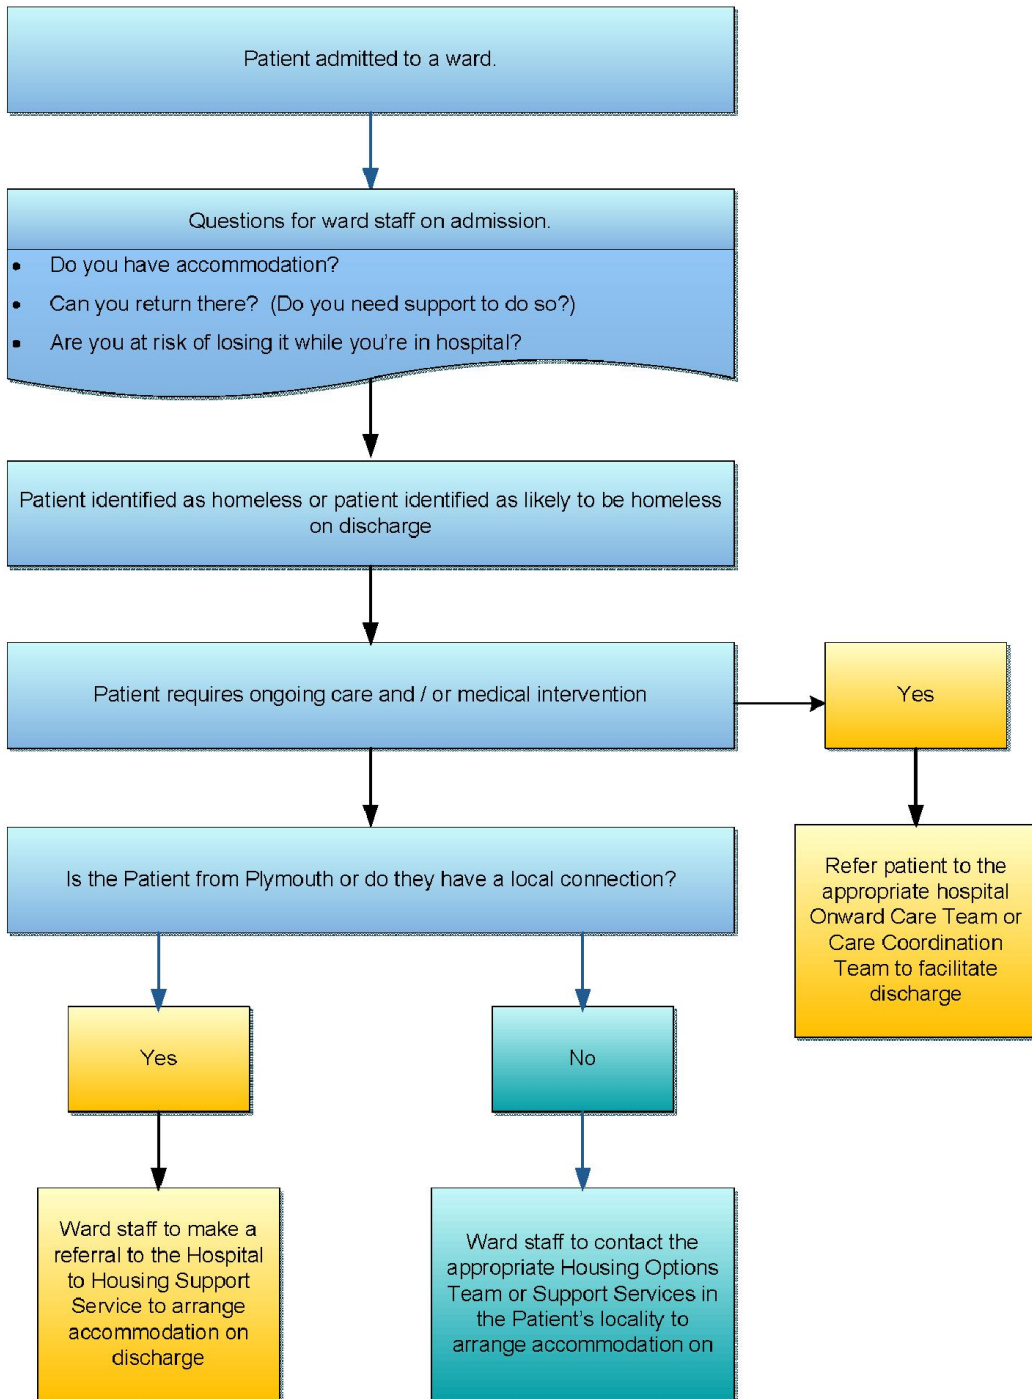 Patient admitted to a ward.
Questions for ward staff on admission.
• Do you have accommodation?
• Can you return there? (Do you need support to do so?)
• Are you at risk of losing it while you're in hospital?
Patient identified as homeless or patient identified as likely to be homeless
on discharge
Patient requires ongoing care and / or medical intervention
Yes
Refer patient to the
appropriate hospital
Onward Care Team or
Care Coordination
Team to facilitate
discharge
Is the Patient from Plymouth or do they have a local connection?
Yes
No
Ward staff to make a
referral to the Hospital
to Housing Support
Service to arrange
accommodation on
discharge
Ward staff to contact the
appropriate Housing Options
Team or Support Services in
the Patient's locality to
arrange accommodation on